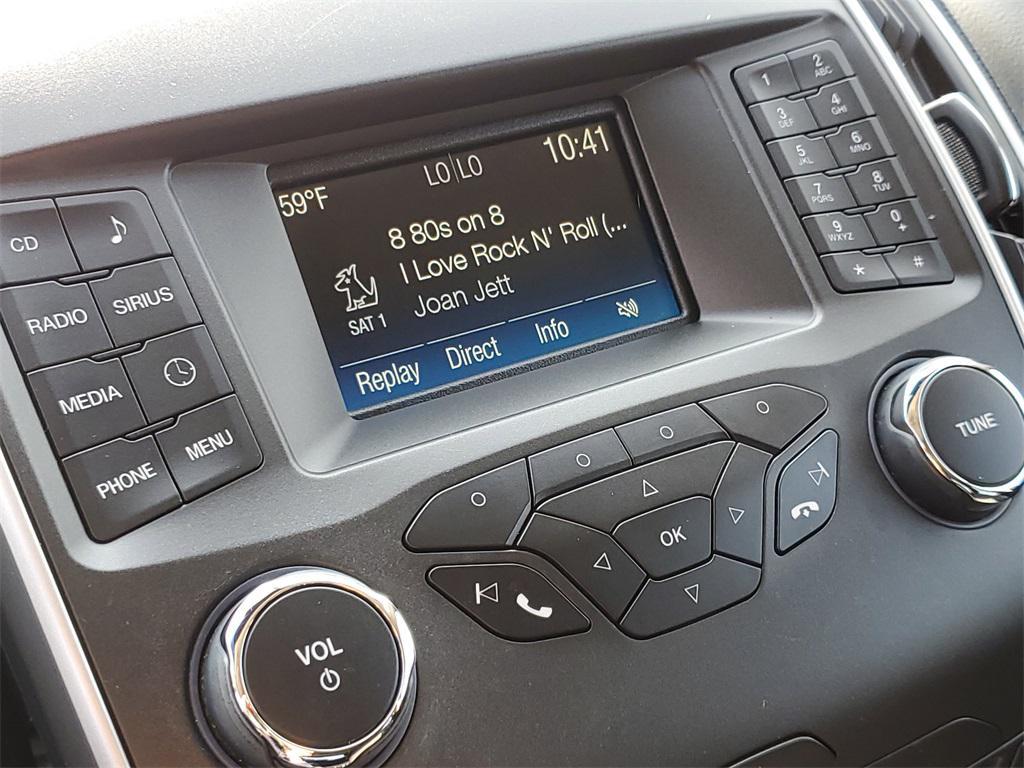 59°F
LO LO
10:41
8 80s on 8
I Love Rock N' Roll (...
Joan Jett
SAT 1
Replay Direct Info
CD
RADIO SIRIUS
MEDIA
PHONE MENU
1 2 ABC
3 DEF 4 GHI
5 JKL 6 MNO
7 PQRS 8 TUV
9 WXYZ 0 +
* #
OK
TUNE
VOL